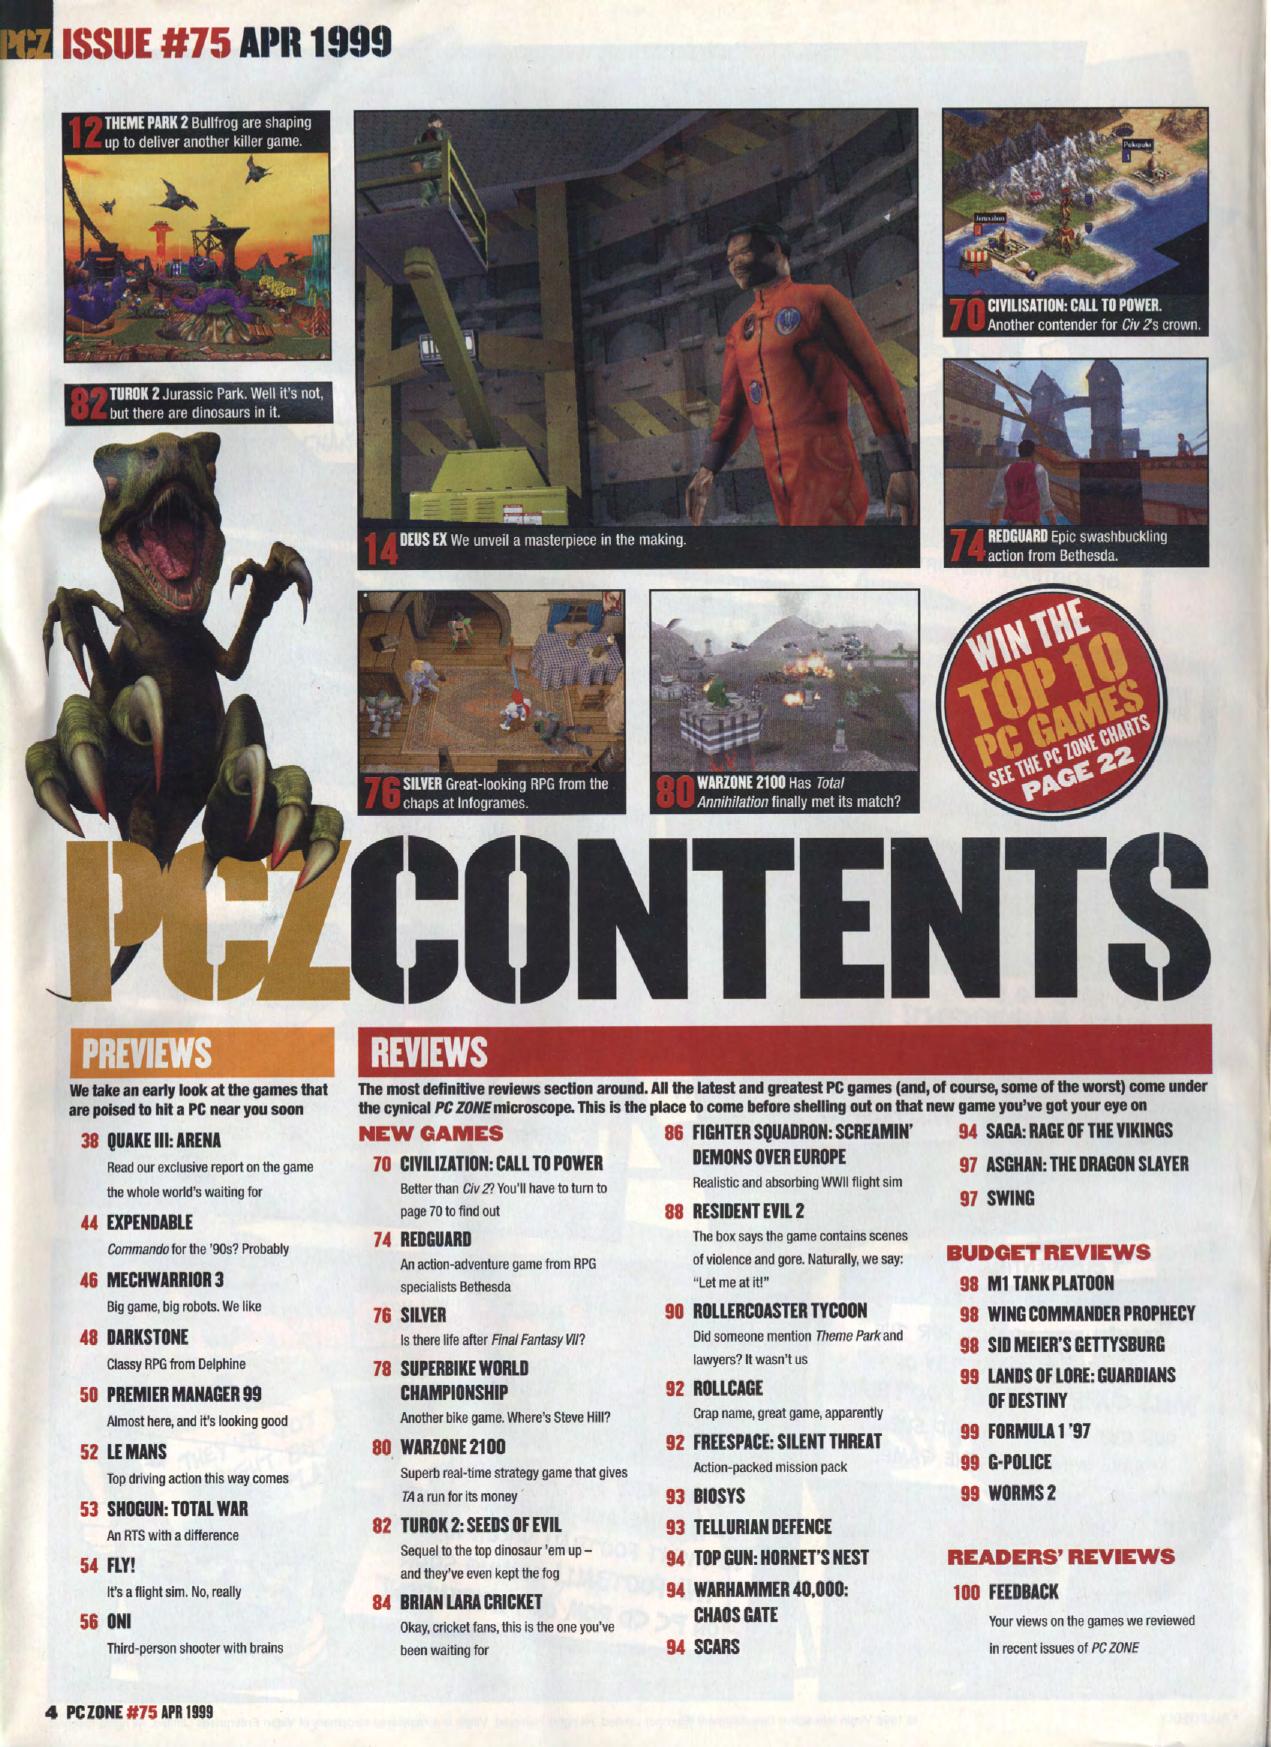 PCZ ISSUE #75 APR 1999
12 THEME PARK 2 Bullfrog are shaping
up to deliver another killer game.
82 TUROK 2 Jurassic Park. Well it's not,
but there are dinosaurs in it.
14 DEUS EX We unveil a masterpiece in the making.
Jerusalem
70 CIVILISATION: CALL TO POWER.
Another contender for Civ 2's crown.
74 REDGUARD Epic swashbuckling
action from Bethesda.
76 SILVER Great-looking RPG from the
chaps at Infogrames.
80 WARZONE 2100 Has Total
Annihilation finally met its match?
WIN THE
TOP 10
PC GAMES
SEE THE PC ZONE CHARTS
PAGE 22
PCZ CONTENTS
PREVIEWS
We take an early look at the games that
are poised to hit a PC near you soon
38 QUAKE III: ARENA
Read our exclusive report on the game
the whole world's waiting for
44 EXPENDABLE
Commando for the '90s? Probably
46 MECHWARRIOR 3
Big game, big robots. We like
48 DARKSTONE
Classy RPG from Delphine
50 PREMIER MANAGER 99
Almost here, and it's looking good
52 LE MANS
Top driving action this way comes
53 SHOGUN: TOTAL WAR
An RTS with a difference
54 FLY!
It's a flight sim. No, really
56 ONI
Third-person shooter with brains
REVIEWS
The most definitive reviews section around. All the latest and greatest PC games (and, of course, some of the worst) come under
the cynical PC ZONE microscope. This is the place to come before shelling out on that new game you've got your eye on
NEW GAMES
70 CIVILIZATION: CALL TO POWER
Better than Civ 2? You'll have to turn to
page 70 to find out
74 REDGUARD
An action-adventure game from RPG
specialists Bethesda
76 SILVER
Is there life after Final Fantasy VII?
78 SUPERBIKE WORLD
CHAMPIONSHIP
Another bike game. Where's Steve Hill?
80 WARZONE 2100
Superb real-time strategy game that gives
TA a run for its money
82 TUROK 2: SEEDS OF EVIL
Sequel to the top dinosaur 'em up –
and they've even kept the fog
84 BRIAN LARA CRICKET
Okay, cricket fans, this is the one you've
been waiting for
86 FIGHTER SQUADRON: SCREAMIN'
DEMONS OVER EUROPE
Realistic and absorbing WWII flight sim
88 RESIDENT EVIL 2
The box says the game contains scenes
of violence and gore. Naturally, we say:
"Let me at it!"
90 ROLLERCOASTER TYCOON
Did someone mention Theme Park and
lawyers? It wasn't us
92 ROLLCAGE
Crap name, great game, apparently
92 FREESPACE: SILENT THREAT
Action-packed mission pack
93 BIOSYS
93 TELLURIAN DEFENCE
94 TOP GUN: HORNET'S NEST
94 WARHAMMER 40,000:
CHAOS GATE
94 SCARS
94 SAGA: RAGE OF THE VIKINGS
97 ASGHAN: THE DRAGON SLAYER
97 SWING
BUDGET REVIEWS
98 M1 TANK PLATOON
98 WING COMMANDER PROPHECY
98 SID MEIER'S GETTYSBURG
99 LANDS OF LORE: GUARDIANS
OF DESTINY
99 FORMULA 1 '97
99 G-POLICE
99 WORMS 2
READERS' REVIEWS
100 FEEDBACK
Your views on the games we reviewed
in recent issues of PC ZONE
4 PC ZONE #75 APR 1999